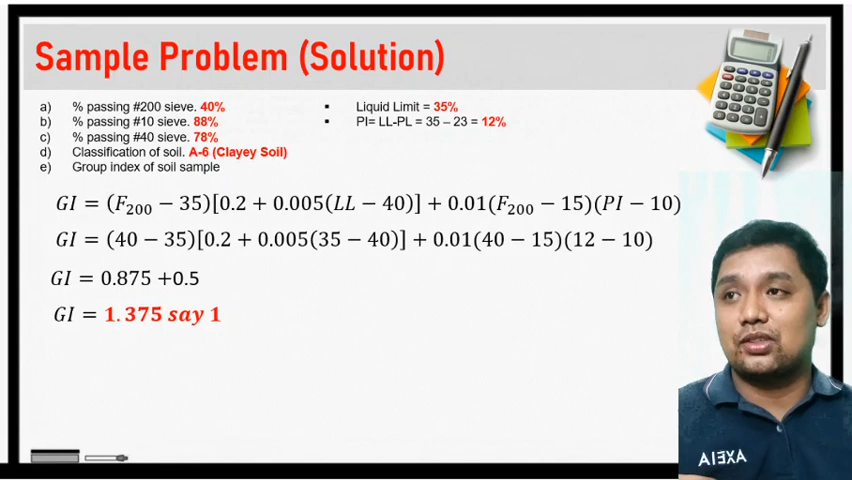 Sample Problem (Solution)
a) % passing #200 sieve. 40%
b) % passing #10 sieve. 88%
c) % passing #40 sieve. 78%
d) Classification of soil. A-6 (Clayey Soil)
e) Group index of soil sample
▪ Liquid Limit = 35%
▪ PI= LL-PL = 35 – 23 = 12%
GI = (F₂₀₀ − 35)[0.2 + 0.005(LL − 40)] + 0.01(F₂₀₀ − 15)(PI − 10)
GI = (40 − 35)[0.2 + 0.005(35 − 40)] + 0.01(40 − 15)(12 − 10)
GI = 0.875 +0.5
GI = 1.375 say 1
AXEIA